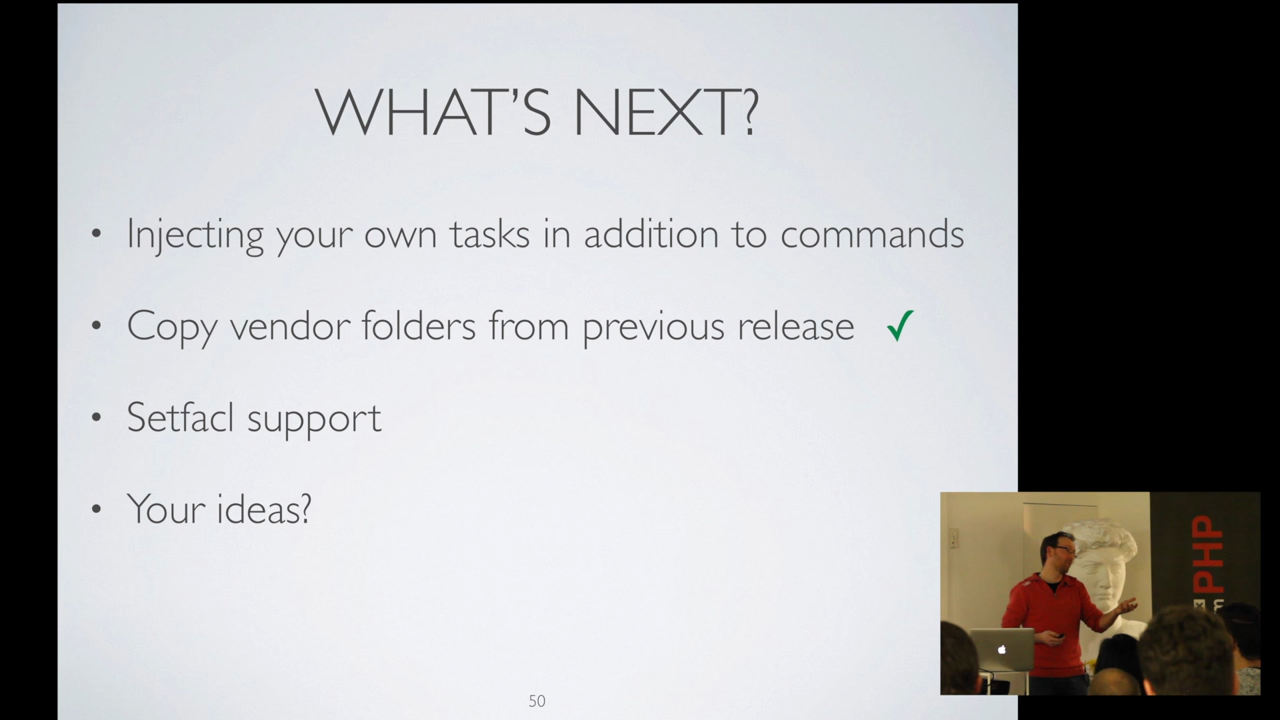 WHAT'S NEXT?
• Injecting your own tasks in addition to commands
• Copy vendor folders from previous release ✓
• Setfacl support
• Your ideas?
50
PHP